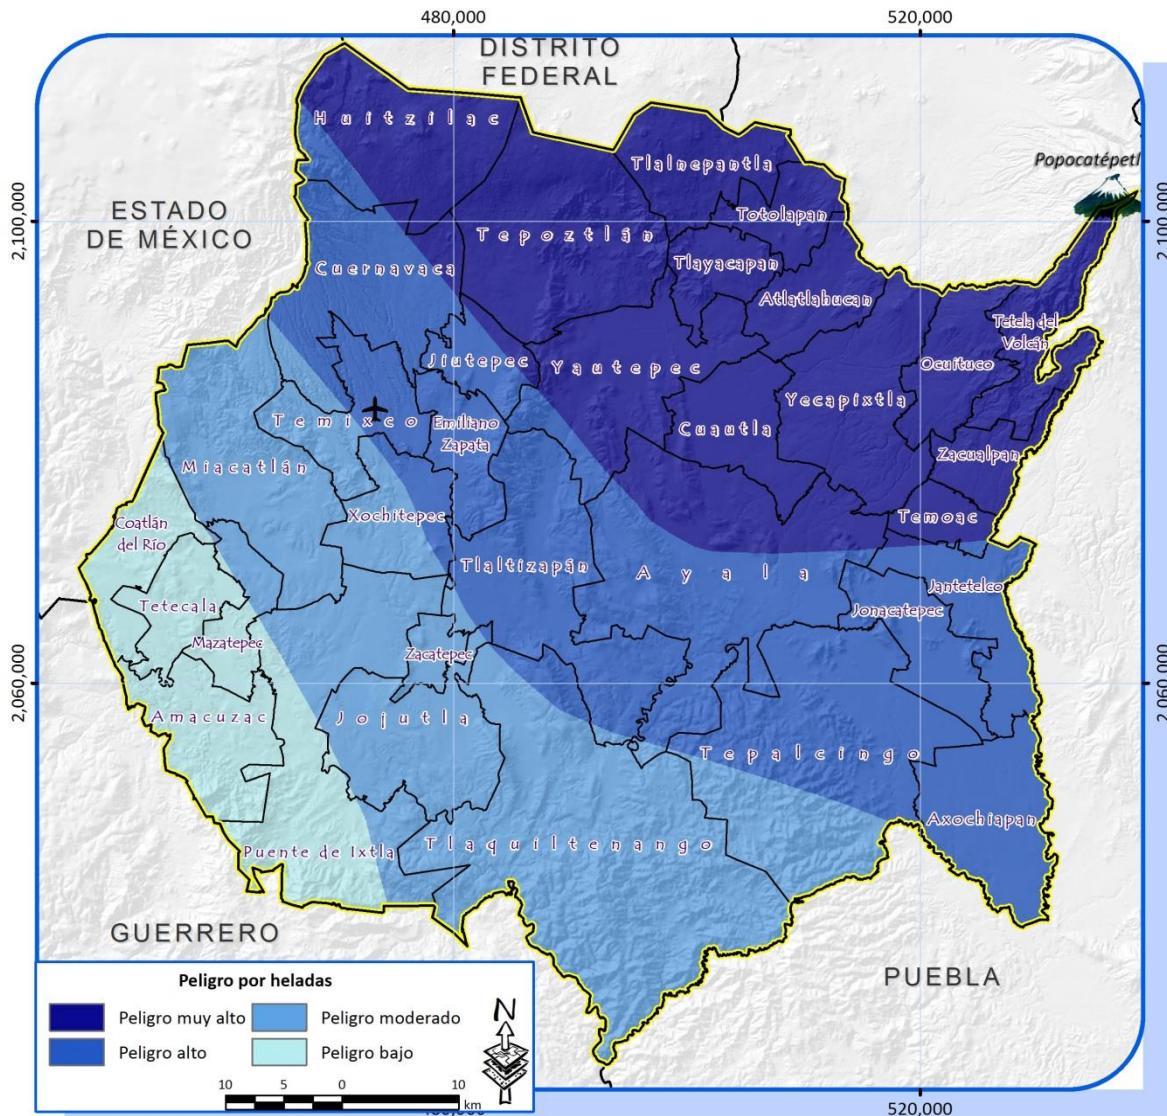 480,000
520,000
DISTRITO
FEDERAL
Huitzilac
Tlalnepantla
Popocatépetl
ESTADO
DE MÉXICO
2,100,000
2,100,000
Totolapan
Tepoztlán
Tlayacapan
Cuernavaca
Atlatlahucan
Tetela del
Volcán
Jiutepec
Yautepec
Ocuituco
Yecapixtla
Temixco
Emiliano
Zapata
Cuautla
Zacualpan
Miacatlán
Xochitepec
Temoac
Coatlán
del Río
Tlaltizapán
Ayala
Jantetelco
Tetecala
Jonacatepec
Mazatepec
Zacatepec
2,060,000
2,060,000
Amacuzac
Jojutla
Tepalcingo
Axochiapan
Puente de Ixtla
Tlaquiltenango
GUERRERO
PUEBLA
Peligro por heladas
Peligro muy alto
Peligro moderado
Peligro alto
Peligro bajo
N
10 5 0 10
km
520,000